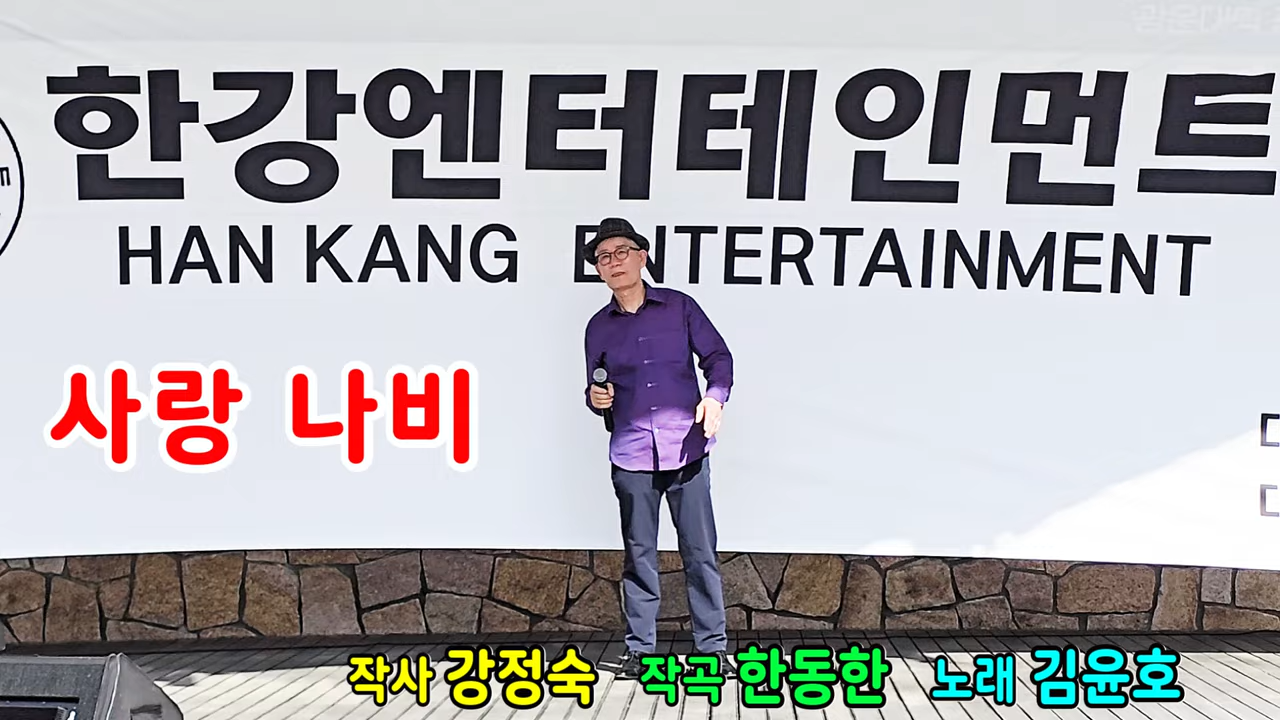 한강엔터테인먼트
HAN KANG ENTERTAINMENT
사랑 나비
작사 강정숙 작곡 한동한 노래 김윤호